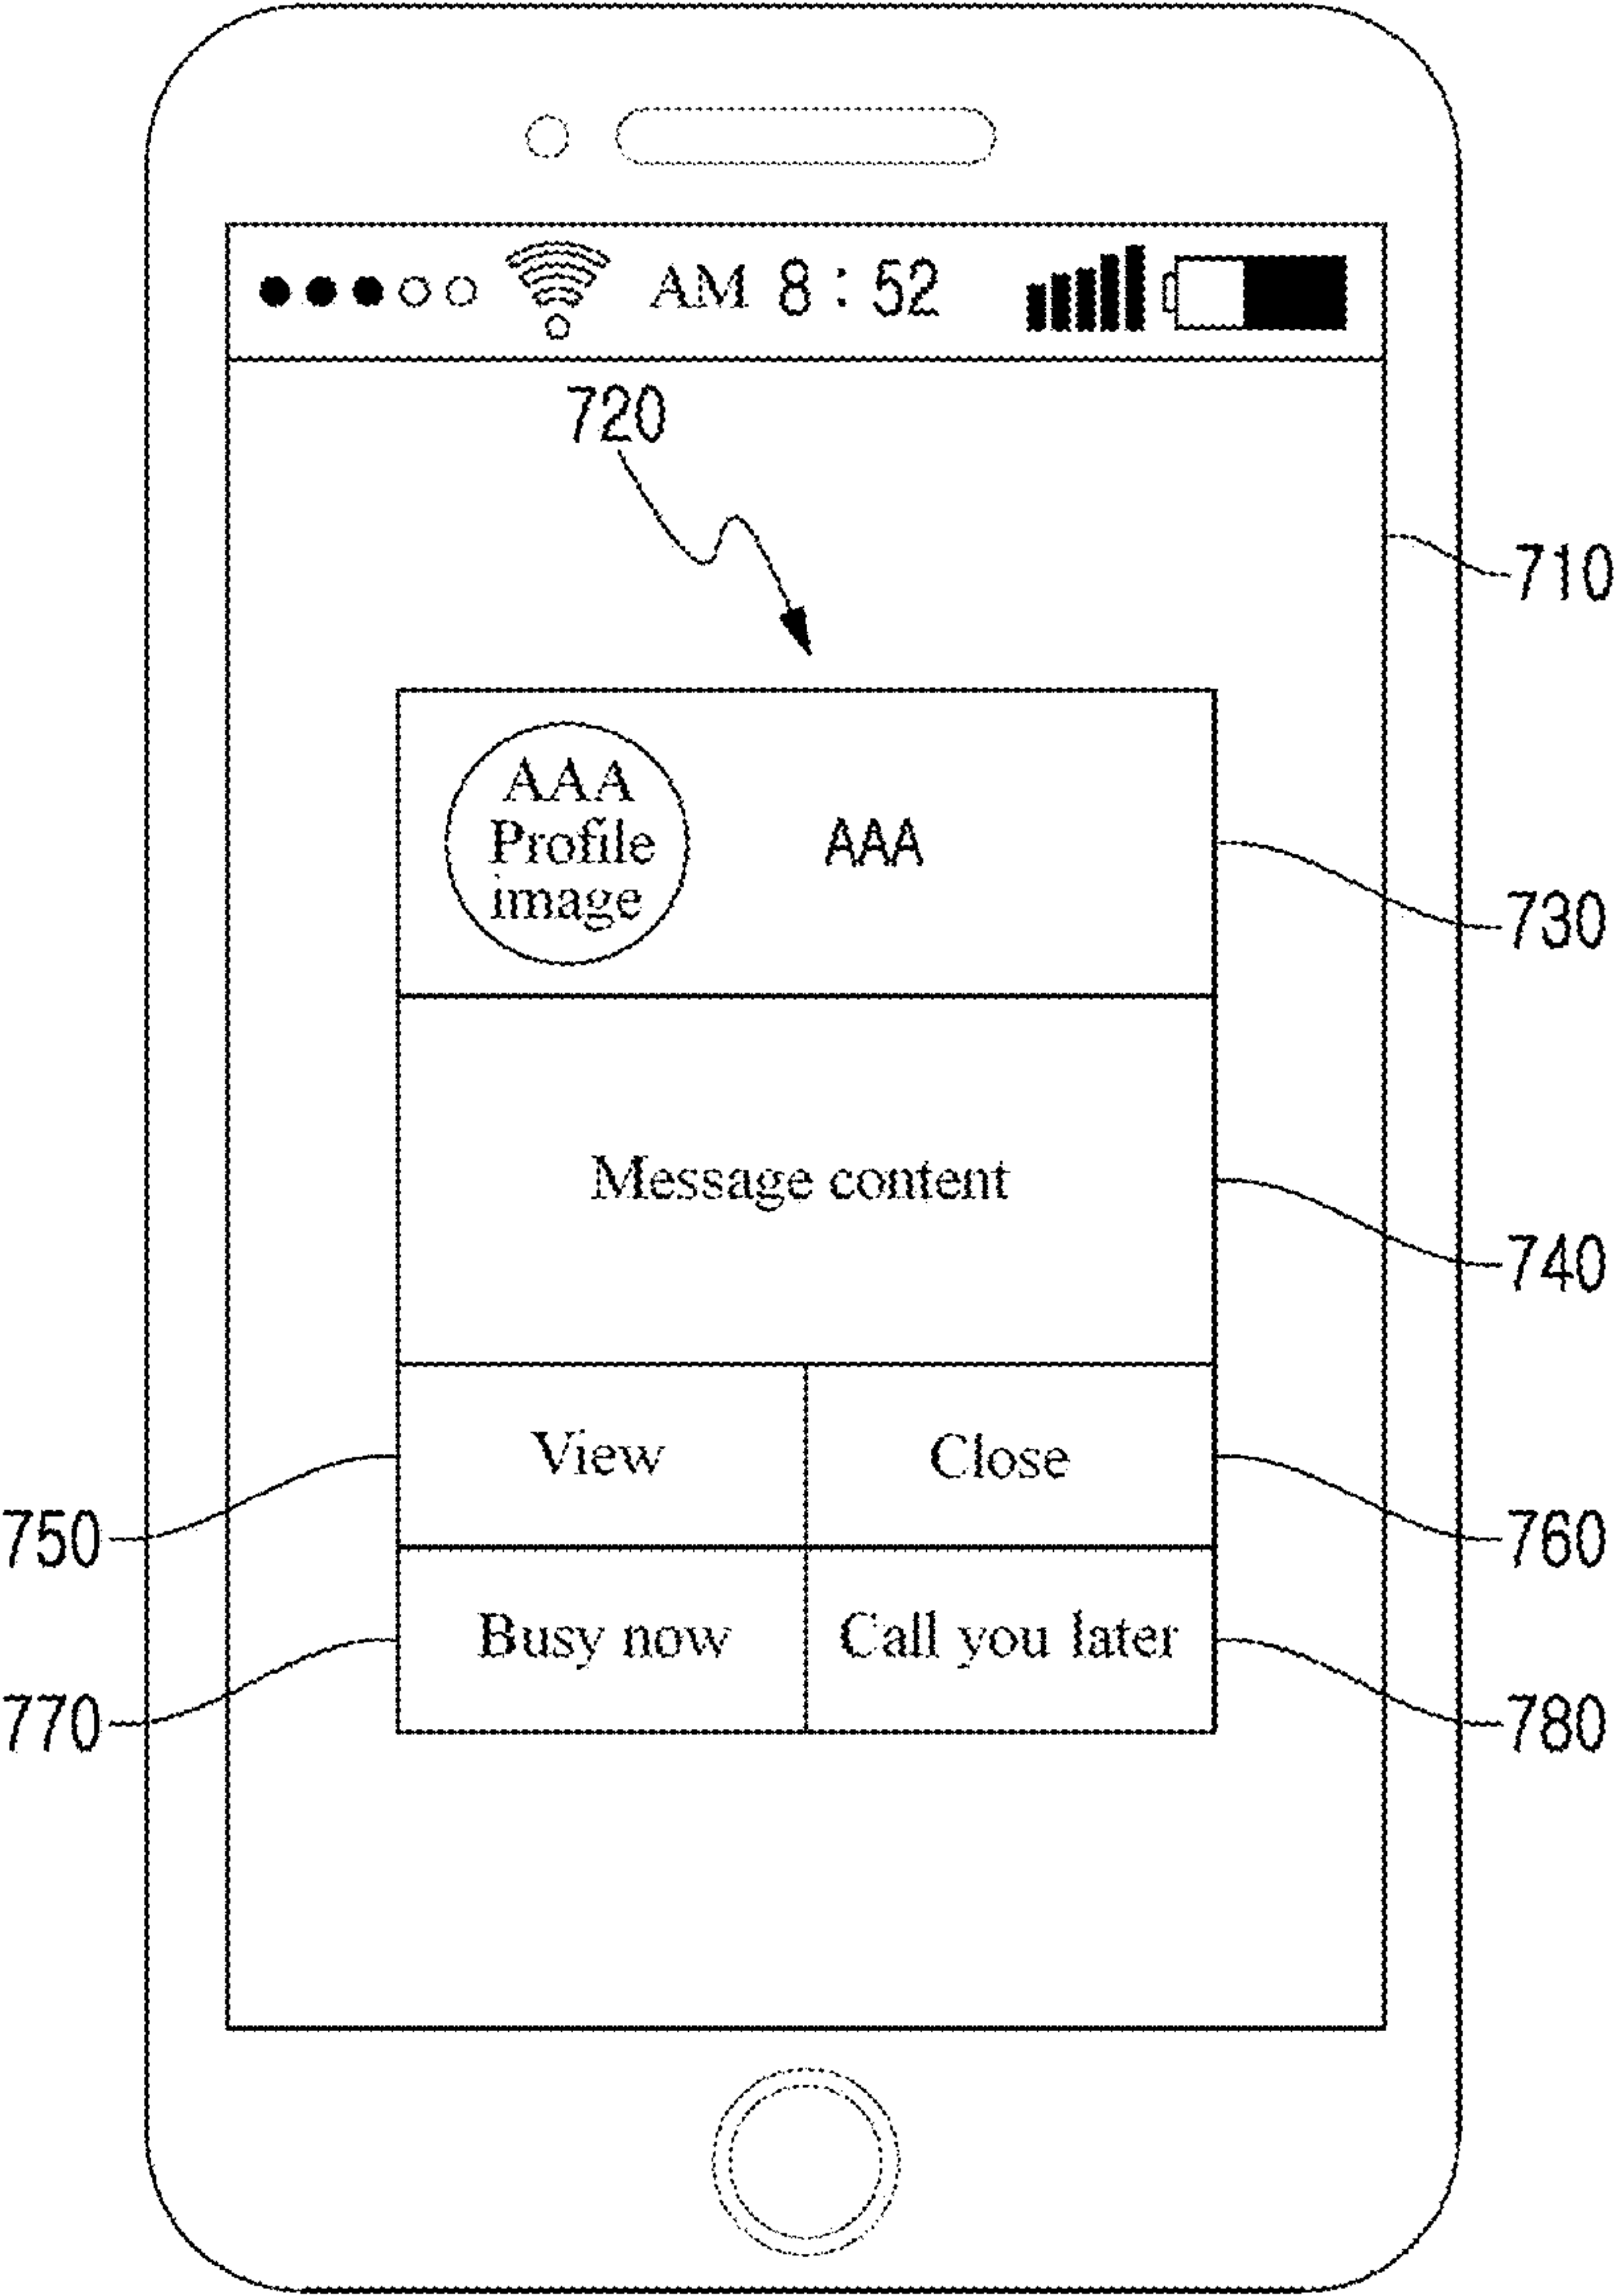 AM 8 : 52
720
710
AAA
Profile
image
AAA
730
Message content
740
View
Close
750
760
Busy now
Call you later
770
780